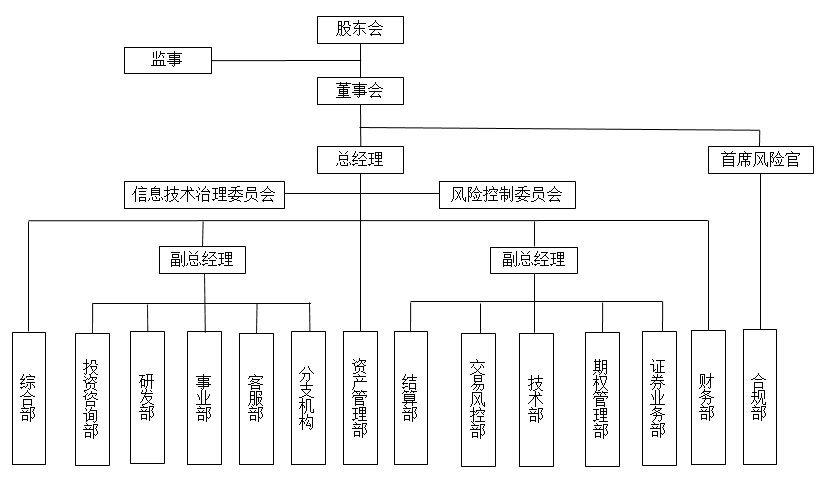 股东会
监事
董事会
总经理
首席风险官
信息技术治理委员会
风险控制委员会
副总经理
副总经理
综合部
投资咨询部
研发部
事业部
客服部
分支机构
资产管理部
结算部
交易风控部
技术部
期权管理部
证券业务部
财务部
合规部